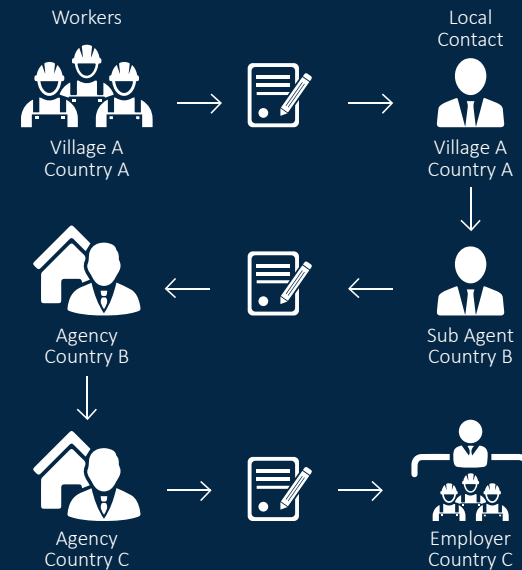 Workers
Local
Contact
Village A
Country A
Village A
Country A
Agency
Country B
Sub Agent
Country B
Agency
Country C
Employer
Country C